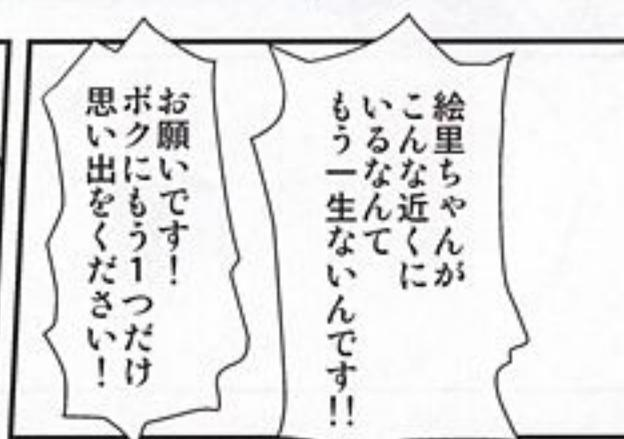 絵里ちゃんが
こんな近くに
いるなんて
もう一生ないんです!!
お願いです!
ボクにもう1つだけ
思い出をください!